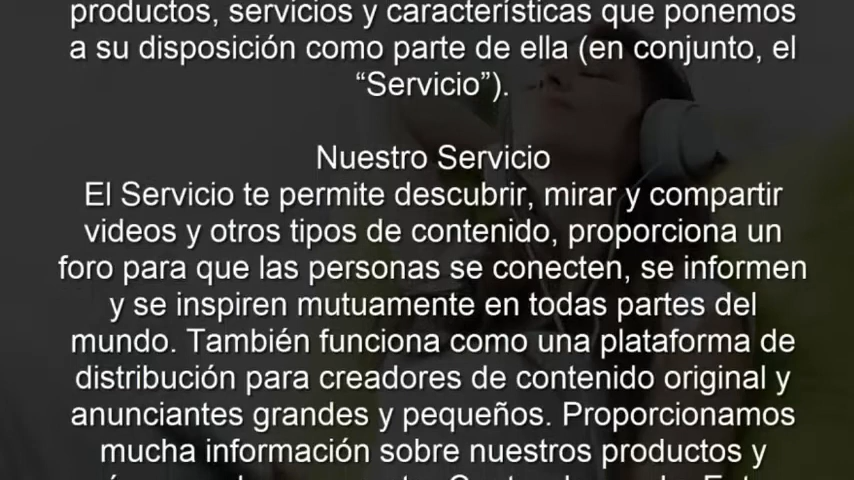 productos, servicios y características que ponemos
a su disposición como parte de ella (en conjunto, el
“Servicio”).
Nuestro Servicio
El Servicio te permite descubrir, mirar y compartir
videos y otros tipos de contenido, proporciona un
foro para que las personas se conecten, se informen
y se inspiren mutuamente en todas partes del
mundo. También funciona como una plataforma de
distribución para creadores de contenido original y
anunciantes grandes y pequeños. Proporcionamos
mucha información sobre nuestros productos y